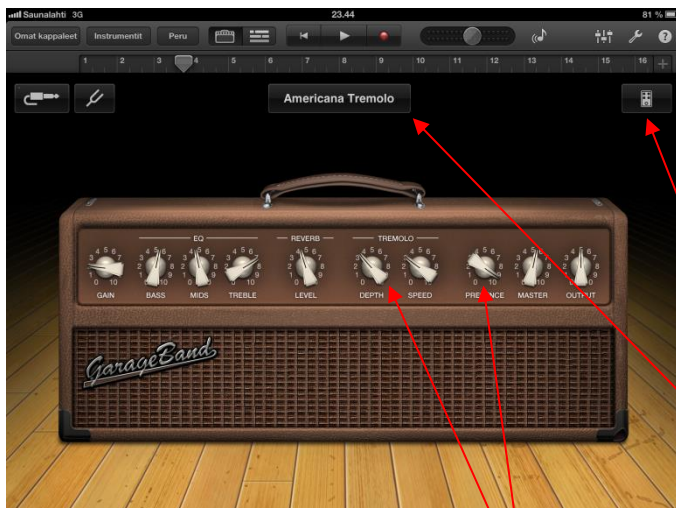 Saunalahti 3G 23.44 81 %
Omat kappaleet Instrumentit Peru ?
1 2 3 4 5 6 7 8 9 10 11 12 13 14 15 16 +
Americana Tremolo
EQ REVERB TREMOLO
GAIN BASS MIDS TREBLE LEVEL DEPTH SPEED PRESENCE MASTER OUTPUT
GarageBand